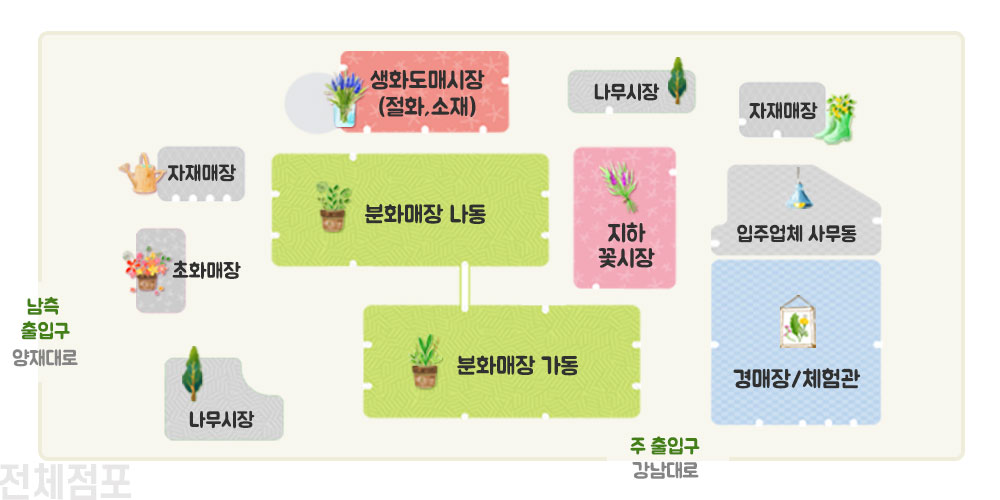 생화도매시장
(절화,소재)
나무시장
자재매장
자재매장
분화매장 나동
지하
꽃시장
입주업체 사무동
초화매장
남측
출입구
양재대로
분화매장 가동
경매장/체험관
나무시장
주 출입구
강남대로
전체점포